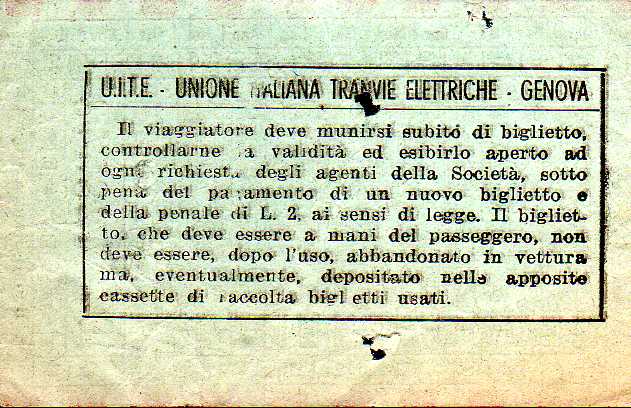 U.I.T.E. - UNIONE ITALIANA TRANVIE ELETTRICHE - GENOVA
Il viaggiatore deve munirsi subito di biglietto,
controllarne la validità ed esibirlo aperto ad
ogni richiesta degli agenti della Società, sotto
pena del pagamento di un nuovo biglietto e
della penale di L. 2, ai sensi di legge. Il bigliet-
to, che deve essere a mani del passeggero, non
deve essere, dopo l'uso, abbandonato in vettura
ma, eventualmente, depositato nelle apposite
cassette di raccolta biglietti usati.